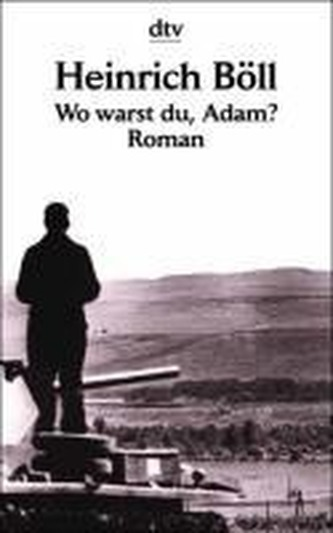 dtv
Heinrich Böll
Wo warst du, Adam?
Roman